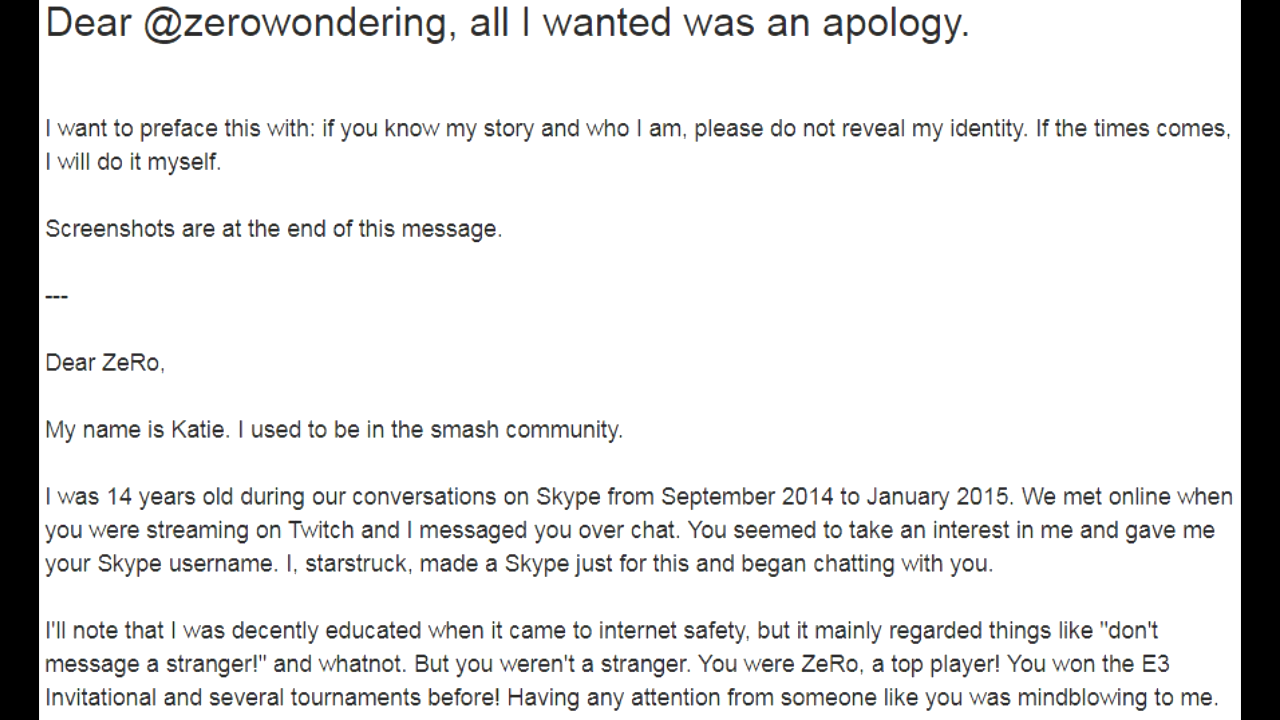 Dear @zerowondering, all I wanted was an apology.
I want to preface this with: if you know my story and who I am, please do not reveal my identity. If the times comes,
I will do it myself.
Screenshots are at the end of this message.
---
Dear ZeRo,
My name is Katie. I used to be in the smash community.
I was 14 years old during our conversations on Skype from September 2014 to January 2015. We met online when
you were streaming on Twitch and I messaged you over chat. You seemed to take an interest in me and gave me
your Skype username. I, starstruck, made a Skype just for this and began chatting with you.
I'll note that I was decently educated when it came to internet safety, but it mainly regarded things like "don't
message a stranger!" and whatnot. But you weren't a stranger. You were ZeRo, a top player! You won the E3
Invitational and several tournaments before! Having any attention from someone like you was mindblowing to me.